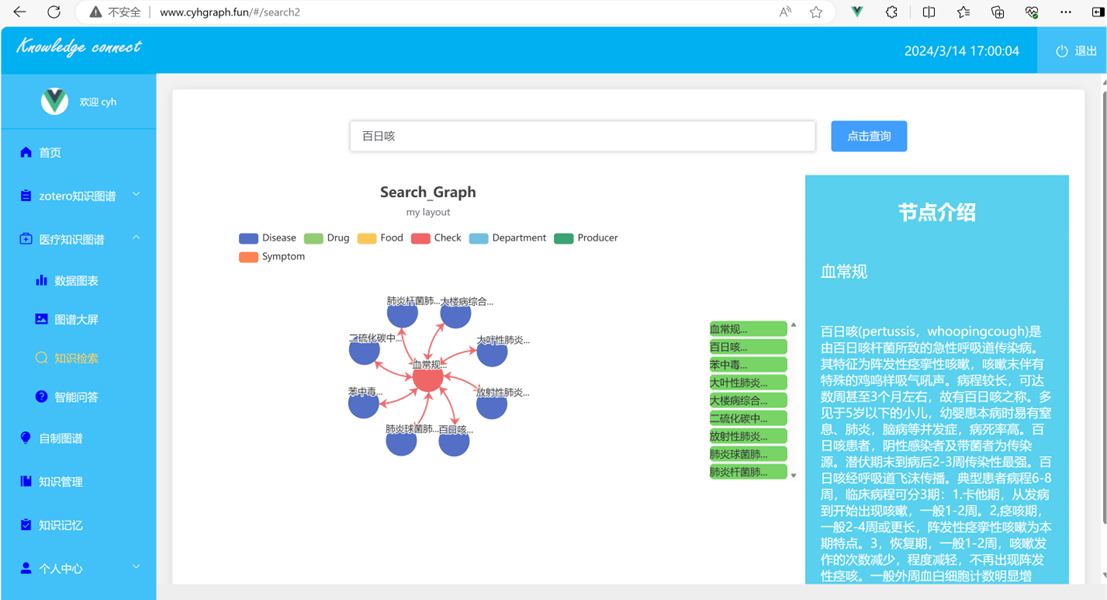 不安全
www.cyhgraph.fun/#/search2
Knowledge connect
2024/3/14 17:00:04
退出
欢迎 cyh
首页
zotero知识图谱
医疗知识图谱
数据图表
图谱大屏
知识检索
智能问答
自制图谱
知识管理
知识记忆
个人中心
百日咳
点击查询
Search_Graph
my layout
Disease Drug Food Check Department Producer
Symptom
肺炎杆菌肺...
大楼病综合...
二硫化碳中...
大叶性肺炎...
血常规...
苯中毒...
放射性肺炎...
肺炎球菌肺...
百日咳...
血常规...
百日咳...
苯中毒...
大叶性肺炎...
大楼病综合...
二硫化碳中...
放射性肺炎...
肺炎球菌肺...
肺炎杆菌肺...
节点介绍
血常规
百日咳(pertussis，whoopingcough)是
由百日咳杆菌所致的急性呼吸道传染病。
其特征为阵发性痉挛性咳嗽，咳嗽末伴有
特殊的鸡鸣样吸气吼声。病程较长，可达
数周甚至3个月左右，故有百日咳之称。多
见于5岁以下的小儿，幼婴患本病时易有窒
息、肺炎，脑病等并发症，病死率高。百
日咳患者，阴性感染者及带菌者为传染
源。潜伏期末到病后2-3周传染性最强。百
日咳经呼吸道飞沫传播。典型患者病程6-8
周，临床病程可分3期：1.卡他期，从发病
到开始出现咳嗽，一般1-2周。2,痉咳期，
一般2-4周或更长，阵发性痉挛性咳嗽为本
期特点。3，恢复期，一般1-2周，咳嗽发
作的次数减少，程度减轻，不再出现阵发
性痉咳。一般外周血白细胞计数明显增